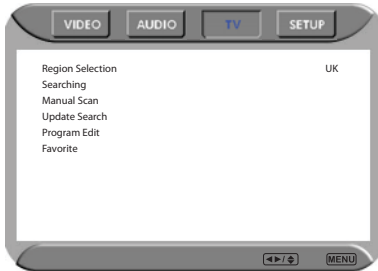 VIDEO AUDIO TV SETUP
Region Selection UK
Searching
Manual Scan
Update Search
Program Edit
Favorite
◄►/♦ MENU